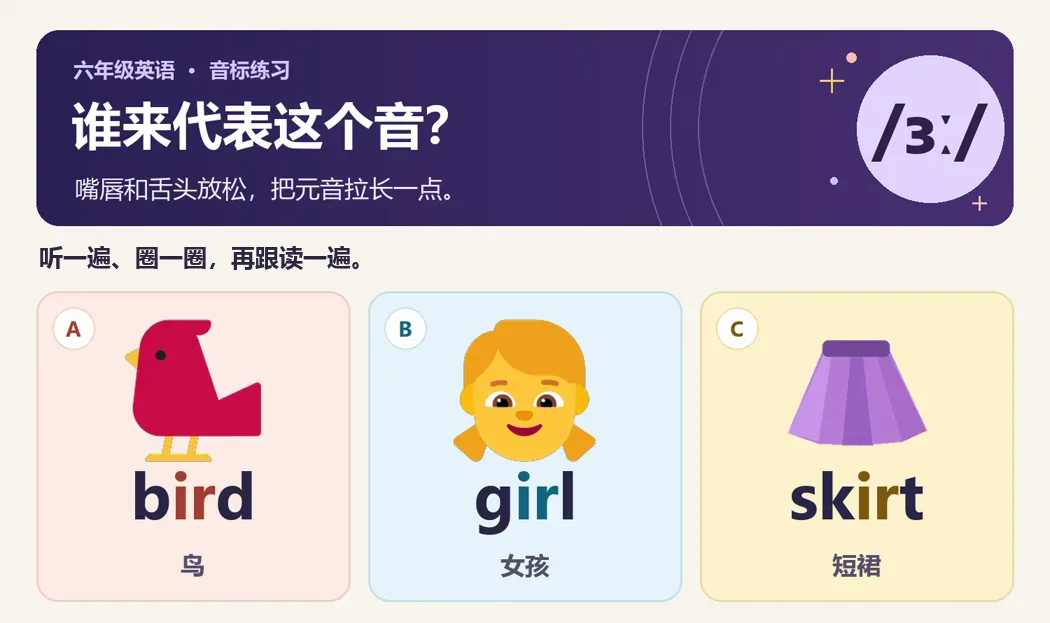 六年级英语 • 音标练习
谁来代表这个音?
嘴唇和舌头放松，把元音拉长一点。
/ɜː/
听一遍、圈一圈，再跟读一遍。
A
bird
鸟
B
girl
女孩
C
skirt
短裙